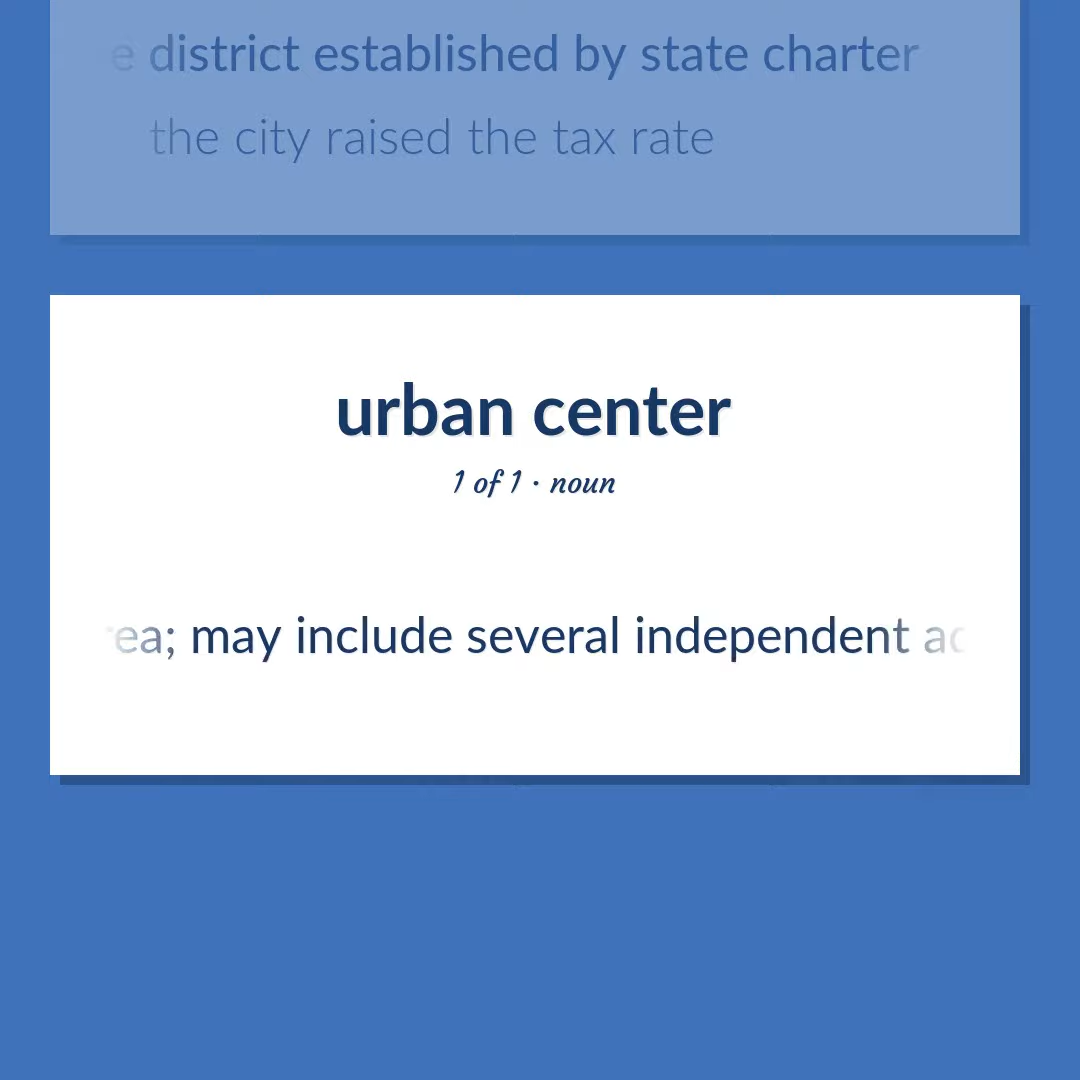 district established by state charter
the city raised the tax rate
urban center
1 of 1 · noun
may include several independent